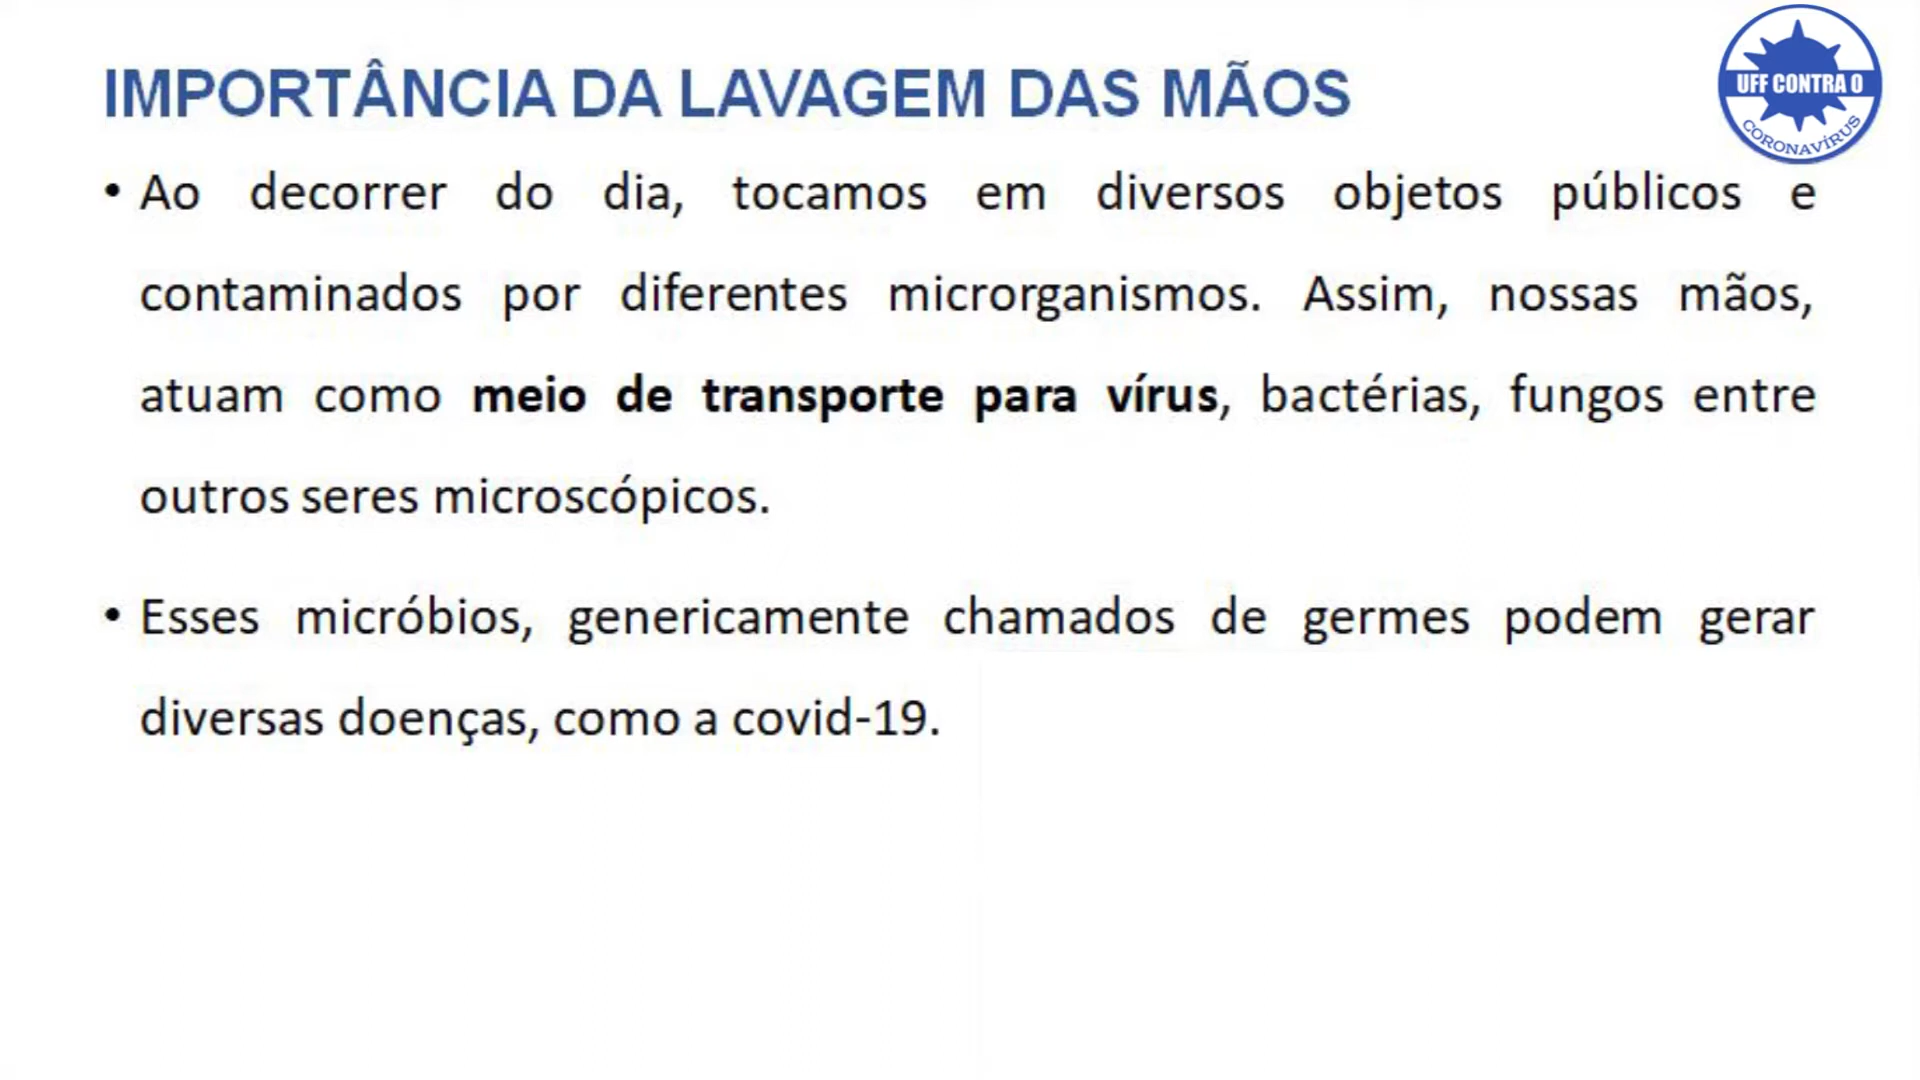 IMPORTÂNCIA DA LAVAGEM DAS MÃOS
UFF CONTRA O
CORONAVÍRUS
• Ao decorrer do dia, tocamos em diversos objetos públicos e
contaminados por diferentes microrganismos. Assim, nossas mãos,
atuam como meio de transporte para vírus, bactérias, fungos entre
outros seres microscópicos.
• Esses micróbios, genericamente chamados de germes podem gerar
diversas doenças, como a covid-19.